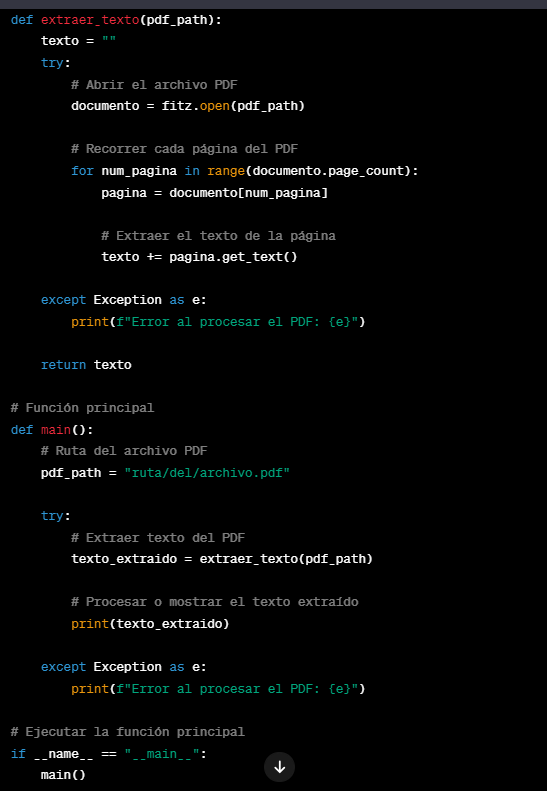 def extraer_texto(pdf_path):
    texto = ""
    try:
        # Abrir el archivo PDF
        documento = fitz.open(pdf_path)

        # Recorrer cada página del PDF
        for num_pagina in range(documento.page_count):
            pagina = documento[num_pagina]

            # Extraer el texto de la página
            texto += pagina.get_text()

    except Exception as e:
        print(f"Error al procesar el PDF: {e}")

    return texto

# Función principal
def main():
    # Ruta del archivo PDF
    pdf_path = "ruta/del/archivo.pdf"

    try:
        # Extraer texto del PDF
        texto_extraido = extraer_texto(pdf_path)

        # Procesar o mostrar el texto extraído
        print(texto_extraido)

    except Exception as e:
        print(f"Error al procesar el PDF: {e}")

# Ejecutar la función principal
if __name__ == "__main__":
    main()